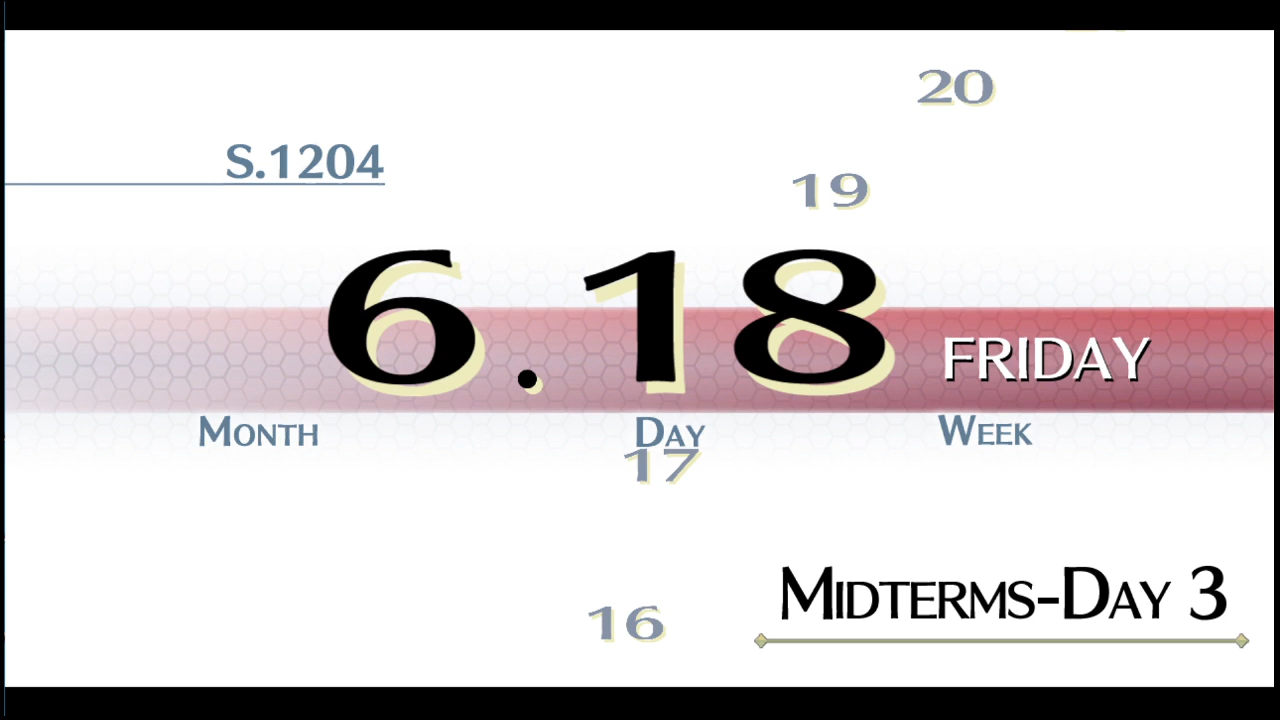 20
S.1204
19
6.18 FRIDAY
MONTH DAY WEEK
17
MIDTERMS-DAY 3
16